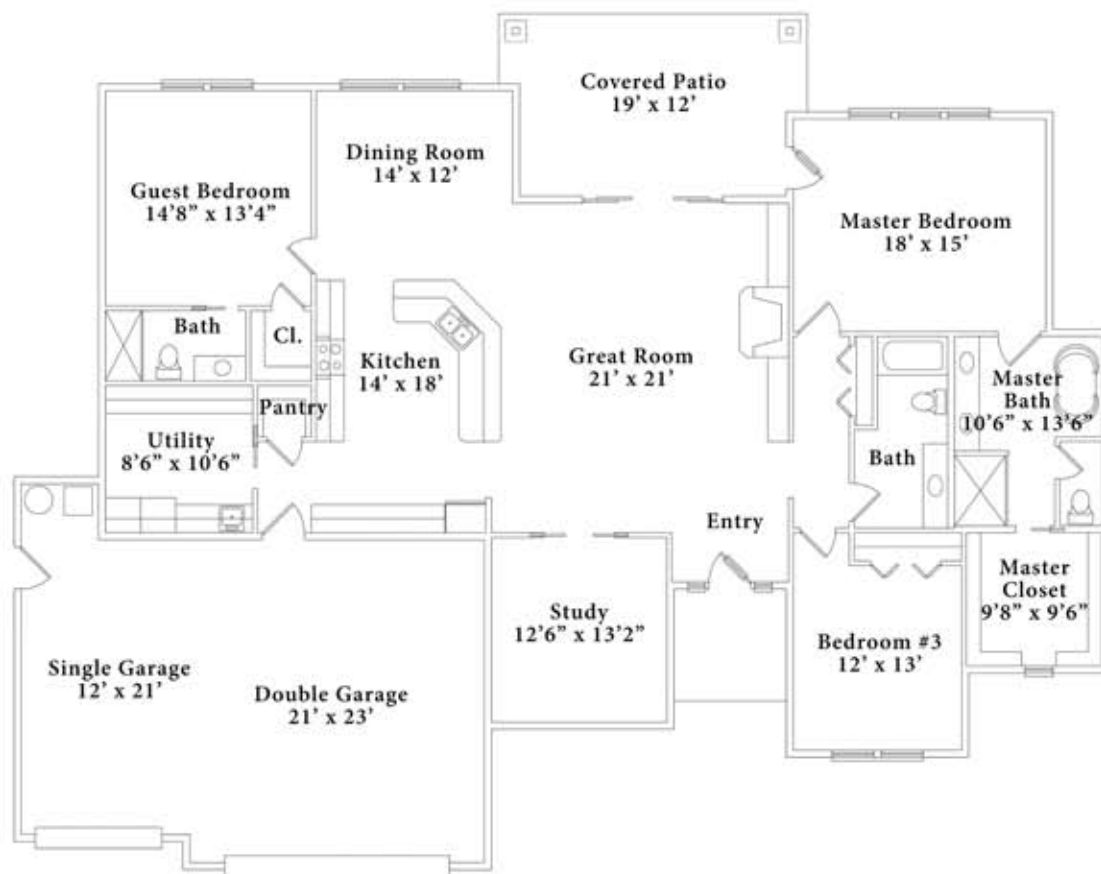 Covered Patio
19’ x 12’
Dining Room
14’ x 12’
Guest Bedroom
14’8” x 13’4”
Master Bedroom
18’ x 15’
Bath
Cl.
Kitchen
14’ x 18’
Great Room
21’ x 21’
Master
Bath
10’6” x 13’6”
Pantry
Utility
8’6” x 10’6”
Bath
Entry
Master
Closet
9’8” x 9’6”
Study
12’6” x 13’2”
Bedroom #3
12’ x 13’
Single Garage
12’ x 21’
Double Garage
21’ x 23’